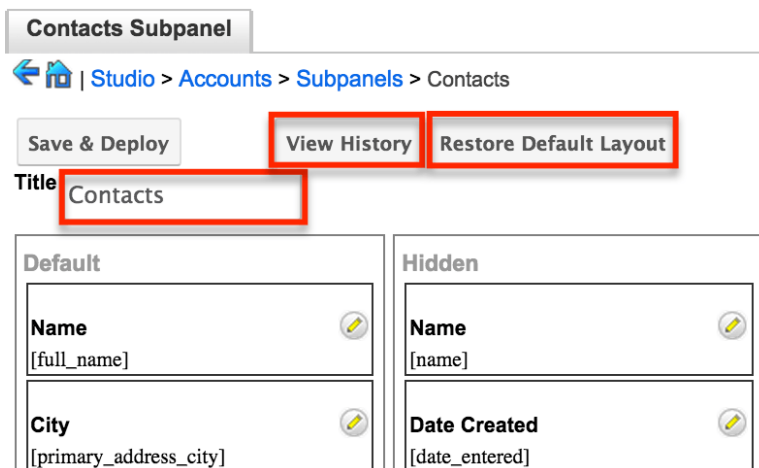 Contacts Subpanel
| Studio > Accounts > Subpanels > Contacts
Save & Deploy View History Restore Default Layout
Title Contacts
Default Hidden
Name Name
[full_name] [name]
City Date Created
[primary_address_city] [date_entered]